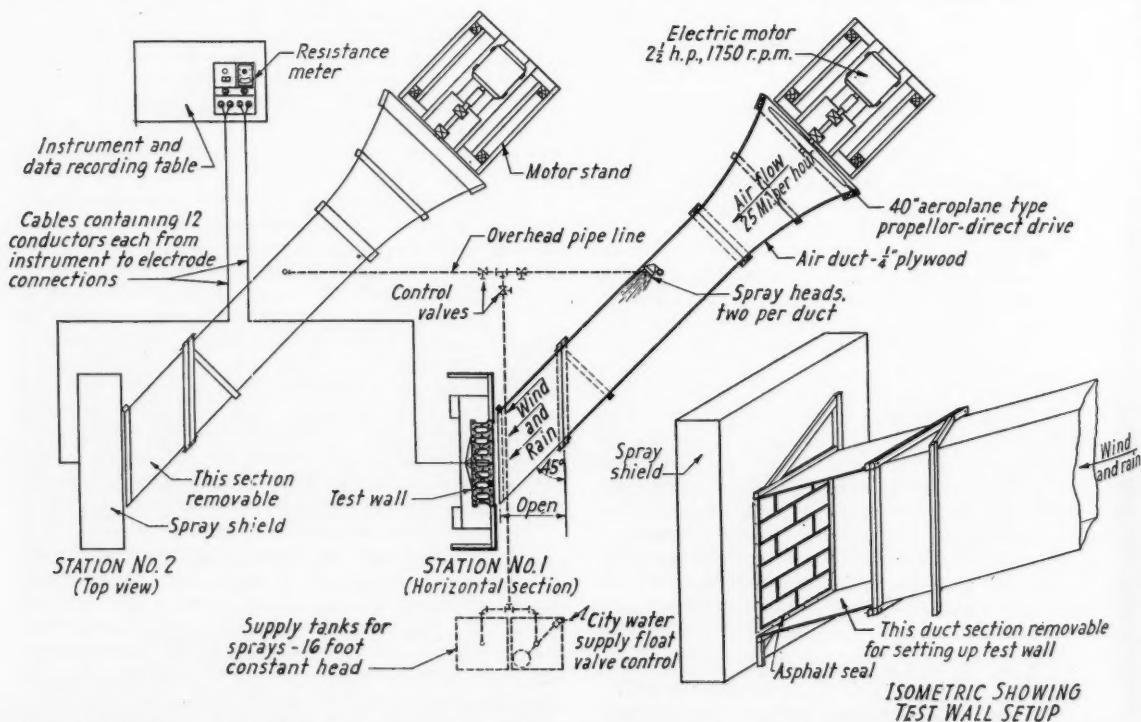 Resistance
meter
Instrument and
data recording table
Cables containing 12
conductors each from
instrument to electrode
connections
Motor stand
Electric motor
2½ h.p., 1750 r.p.m.
Air flow
25 Mi. per hour
40" aeroplane type
propellor-direct drive
Air duct-¼" plywood
Overhead pipe line
Control
valves
Spray heads,
two per duct
Wind
and
Rain
45°
Open
Test wall
This section
removable
Spray shield
STATION NO. 2
(Top view)
STATION NO. 1
(Horizontal section)
Supply tanks for
sprays - 16 foot
constant head
City water
supply float
valve control
Spray
shield
Wind
and rain
This duct section removable
for setting up test wall
Asphalt seal
ISOMETRIC SHOWING
TEST WALL SETUP